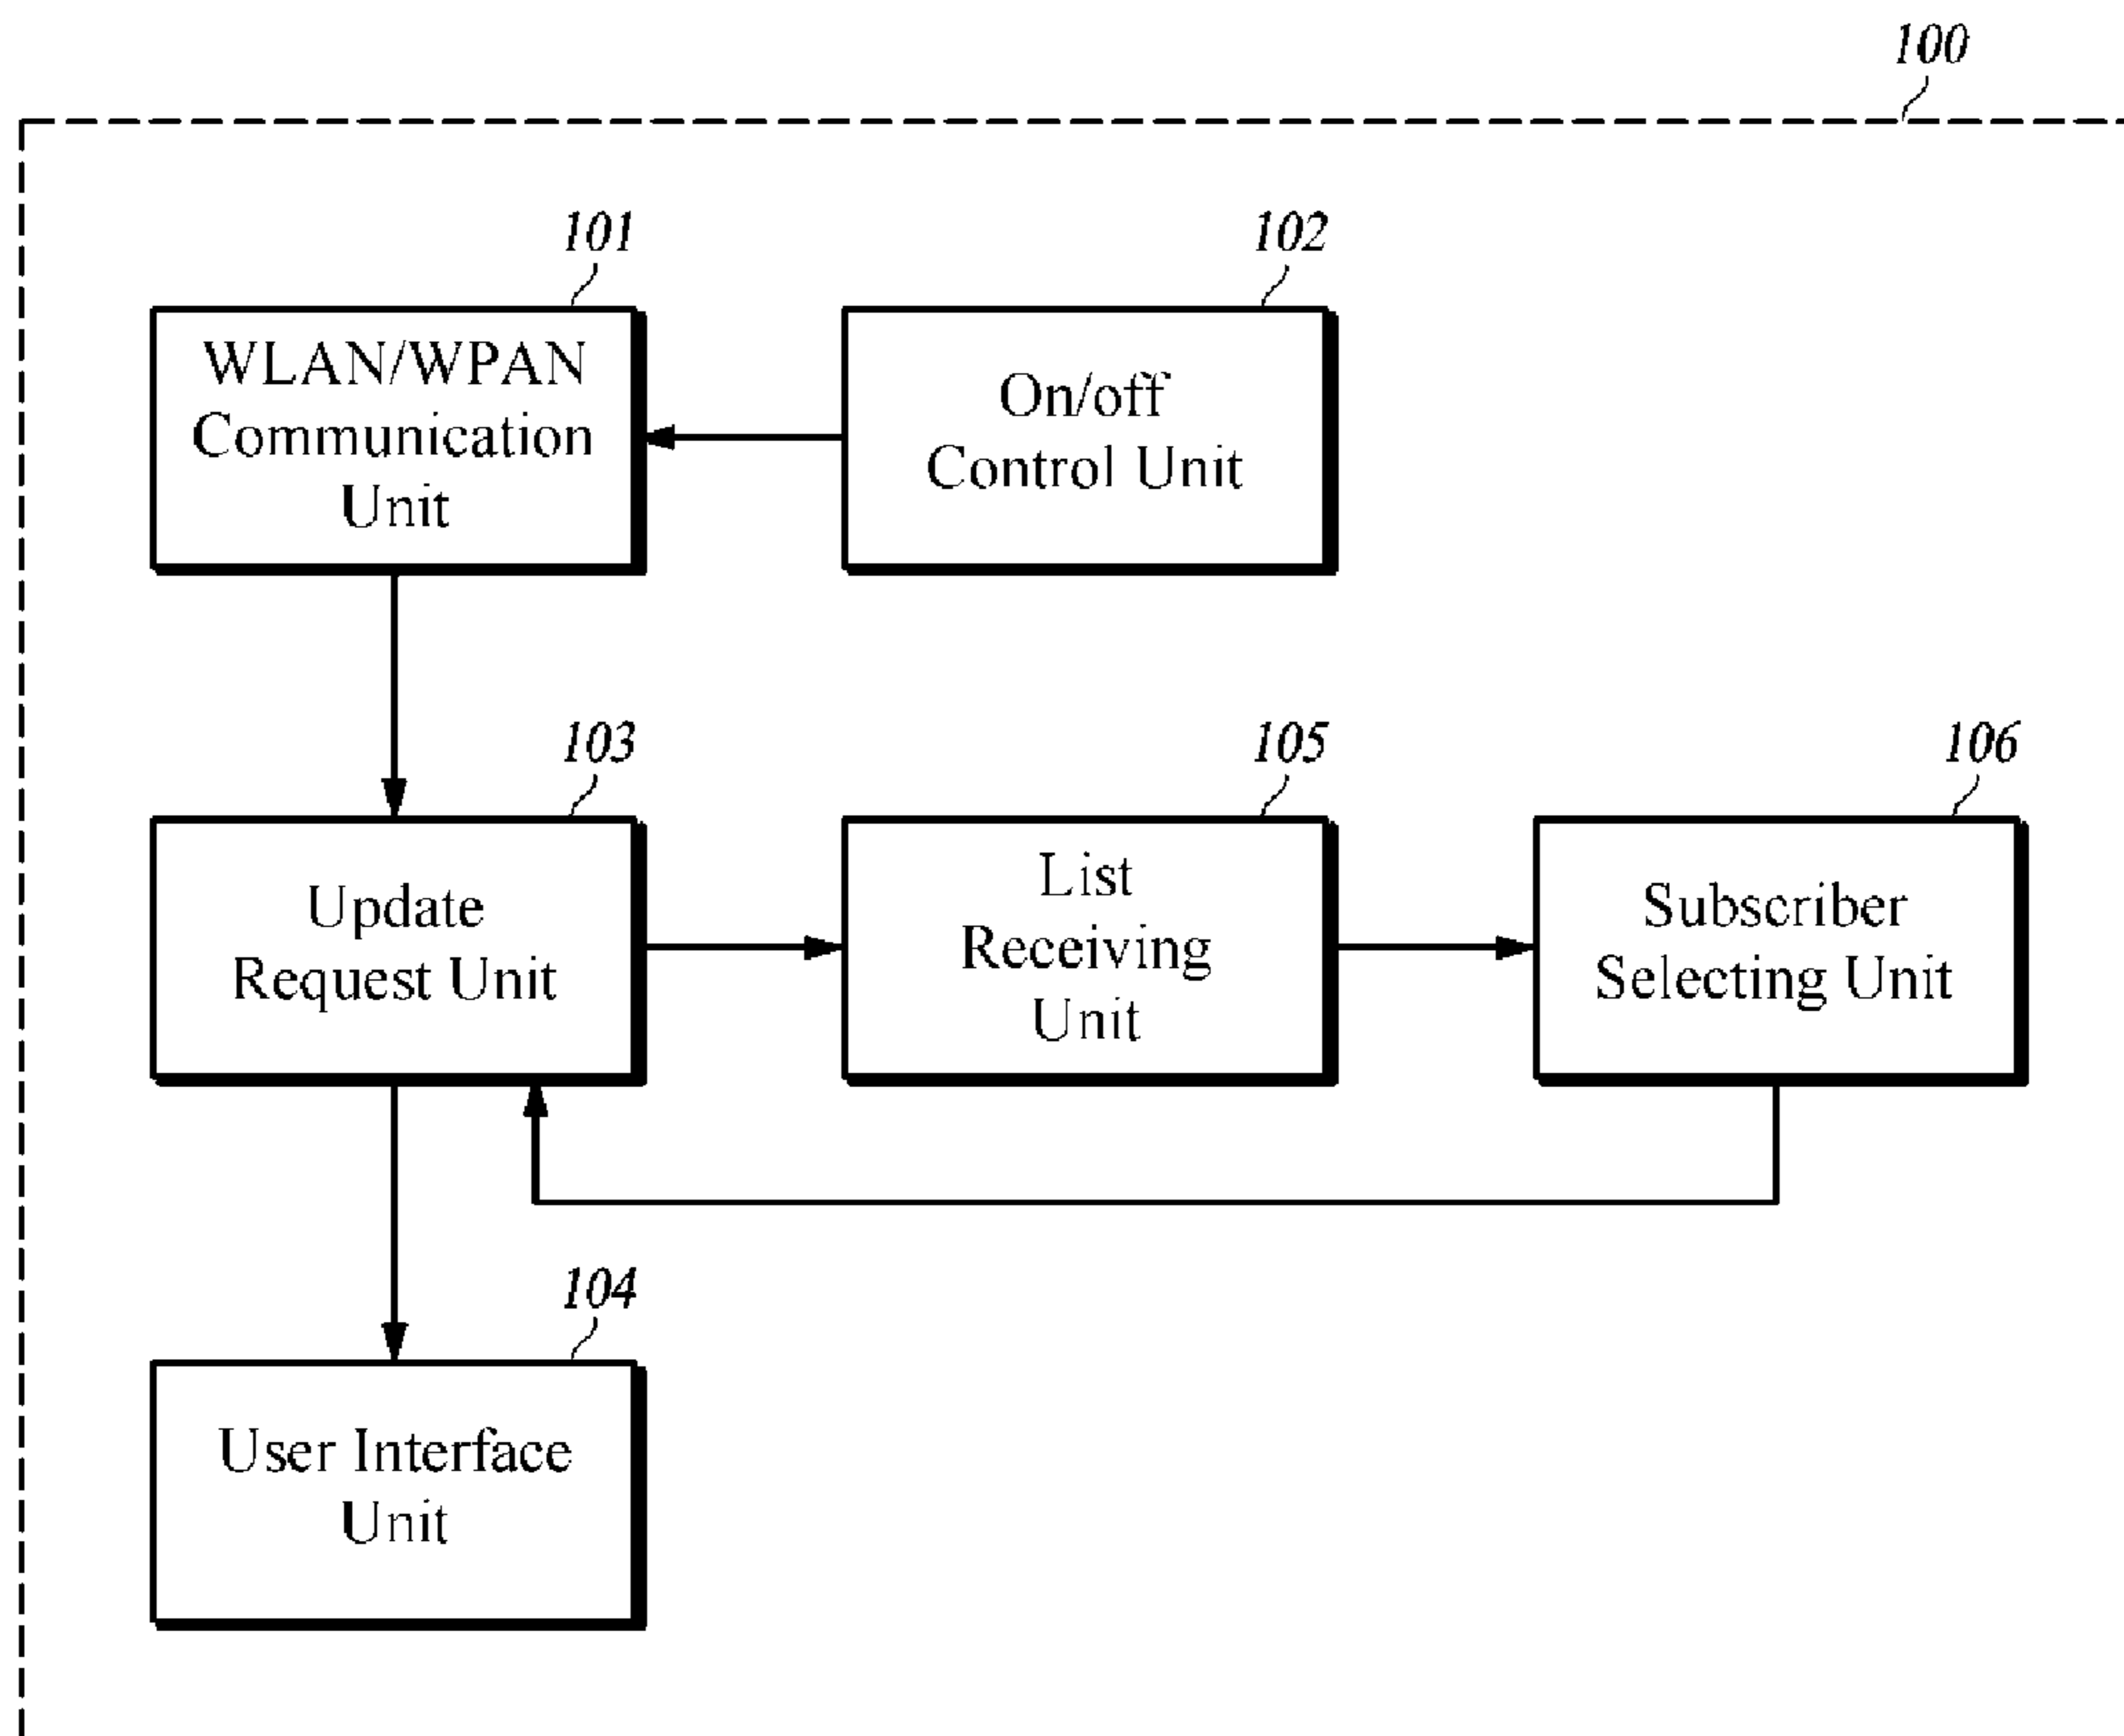 100
101
WLAN/WPAN
Communication
Unit
102
On/off
Control Unit
103
Update
Request Unit
105
List
Receiving
Unit
106
Subscriber
Selecting Unit
104
User Interface
Unit